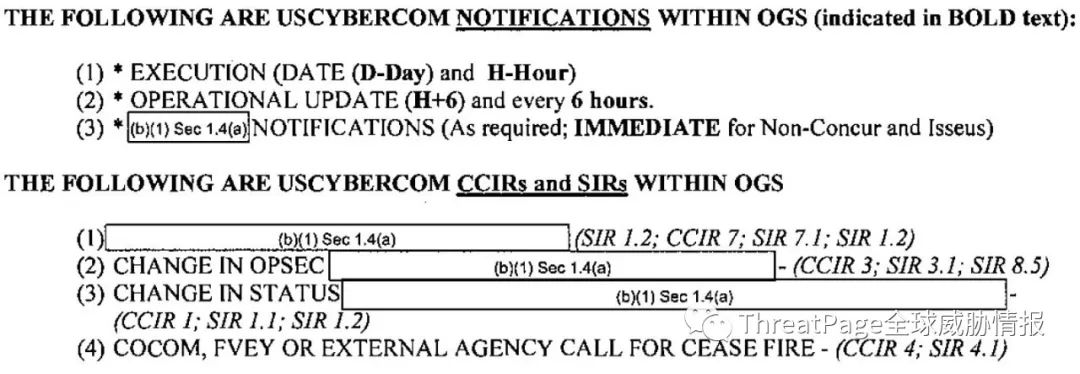 THE FOLLOWING ARE USCYBERCOM NOTIFICATIONS WITHIN OGS (indicated in BOLD text):
(1) * EXECUTION (DATE (D-Day) and H-Hour)
(2) * OPERATIONAL UPDATE (H+6) and every 6 hours.
(3) * (b)(1) Sec 1.4(a) NOTIFICATIONS (As required; IMMEDIATE for Non-Concur and Isseus)
THE FOLLOWING ARE USCYBERCOM CCIRs and SIRs WITHIN OGS
(1) (b)(1) Sec 1.4(a) (SIR 1.2; CCIR 7; SIR 7.1; SIR 1.2)
(2) CHANGE IN OPSEC (b)(1) Sec 1.4(a) - (CCIR 3; SIR 3.1; SIR 8.5)
(3) CHANGE IN STATUS (b)(1) Sec 1.4(a) -
(CCIR 1; SIR 1.1; SIR 1.2)
(4) COCOM, FVEY OR EXTERNAL AGENCY CALL FOR CEASE FIRE - (CCIR 4; SIR 4.1)
ThreatPage全球威胁情报